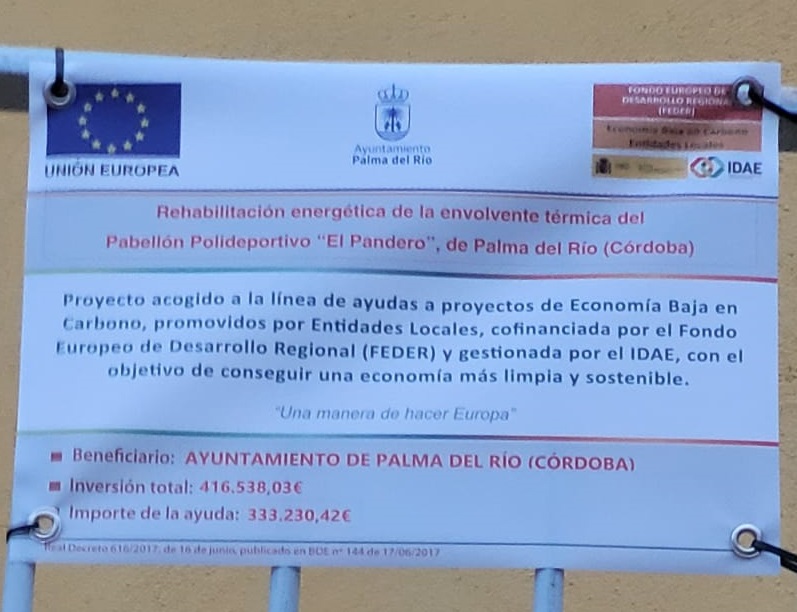 UNIÓN EUROPEA
Ayuntamiento
Palma del Río
FONDO EUROPEO DE
DESARROLLO REGIONAL
(FEDER)
Economía Baja en Carbono
Entidades Locales
IDAE
Rehabilitación energética de la envolvente térmica del
Pabellón Polideportivo "El Pandero", de Palma del Río (Córdoba)
Proyecto acogido a la línea de ayudas a proyectos de Economía Baja en
Carbono, promovidos por Entidades Locales, cofinanciada por el Fondo
Europeo de Desarrollo Regional (FEDER) y gestionada por el IDAE, con el
objetivo de conseguir una economía más limpia y sostenible.
"Una manera de hacer Europa"
Beneficiario: AYUNTAMIENTO DE PALMA DEL RÍO (CÓRDOBA)
Inversión total: 416.538,03€
Importe de la ayuda: 333.230,42€
Real Decreto 616/2017, de 16 de junio, publicado en BOE nº 144 de 17/06/2017